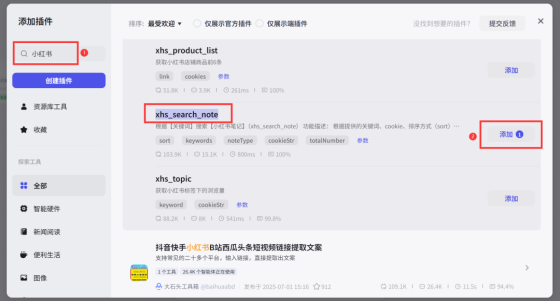 添加插件
排序: 最受欢迎
仅展示官方插件
仅展示端插件
没找到想要的插件?
提交反馈
小红书
1
创建插件
资源库工具
收藏
探索工具
全部
智能硬件
新闻阅读
便利生活
图像
xhs_product_list
获取小红书店铺商品前6条
link cookies 参数
51.8K 3.9K 261ms 100%
添加
xhs_search_note
根据【关键词】搜索【小红书笔记】(xhs_search_note) 功能描述: 根据提供的关键词、cookie、排序方式 (sort) ...
sort keywords noteType cookieStr totalNumber 参数
103.9K 15.1K 800ms 100%
2
添加 1
xhs_topic
获取小红书标签下的浏览量
keyword cookieStr 参数
88.2K 8K 541ms 99.8%
添加
抖音快手小红书B站西瓜头条短视频链接提取文案
支持常见的二十多个平台,输入链接,直接提取出文案
1 个工具 26.4K 个智能体正在使用
大石头工具箱 发布于 2025-07-01 15:16 912
109.1K 26.4K 11.5s 94.4%